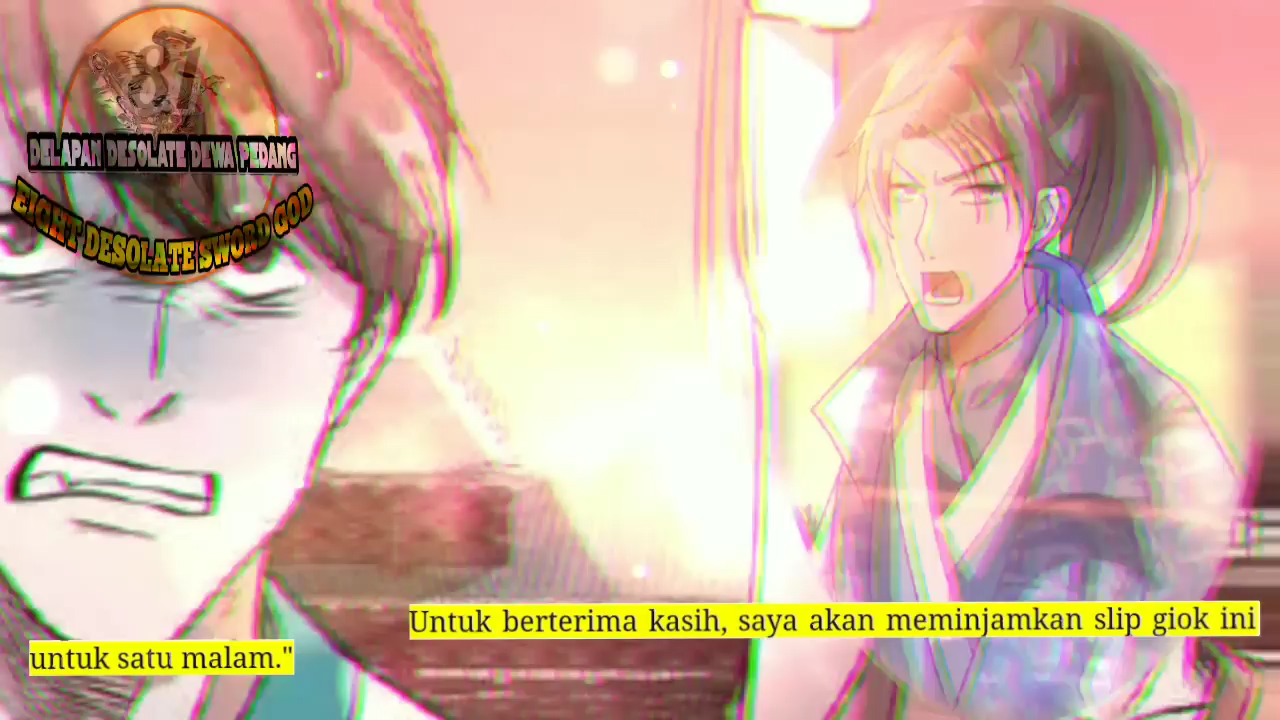 81
DELAPAN DESOLATE DEWA PEDANG
EIGHT DESOLATE SWORD GOD
Untuk berterima kasih, saya akan meminjamkan slip giok ini
untuk satu malam."